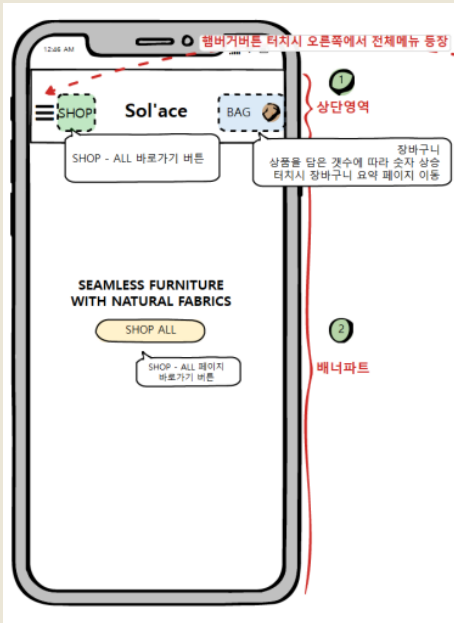 햄버거버튼 터치시 오른쪽에서 전체메뉴 등장
12:46 AM
1
상단영역
SHOP
Sol'ace
BAG
SHOP - ALL 바로가기 버튼
장바구니
상품을 담은 갯수에 따라 숫자 상승
터치시 장바구니 요약 페이지 이동
SEAMLESS FURNITURE
WITH NATURAL FABRICS
SHOP ALL
2
배너파트
SHOP - ALL 페이지
바로가기 버튼